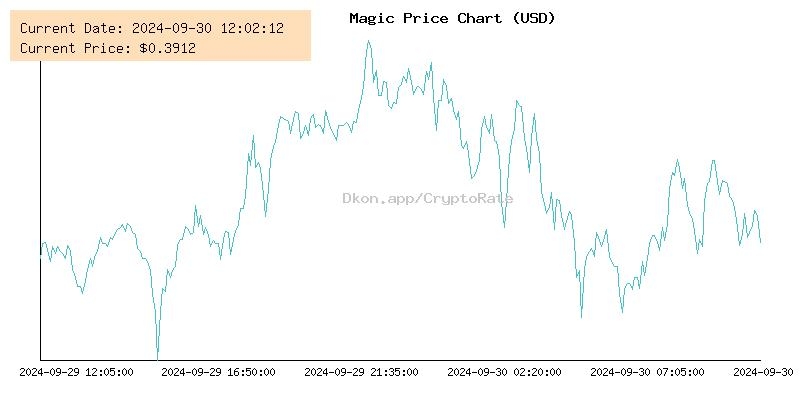 Magic Price Chart (USD)
Current Date: 2024-09-30 12:02:12
Current Price: $0.3912
Dkon.app/CryptoRate
2024-09-29 12:05:00
2024-09-29 16:50:00
2024-09-29 21:35:00
2024-09-30 02:20:00
2024-09-30 07:05:00
2024-09-30